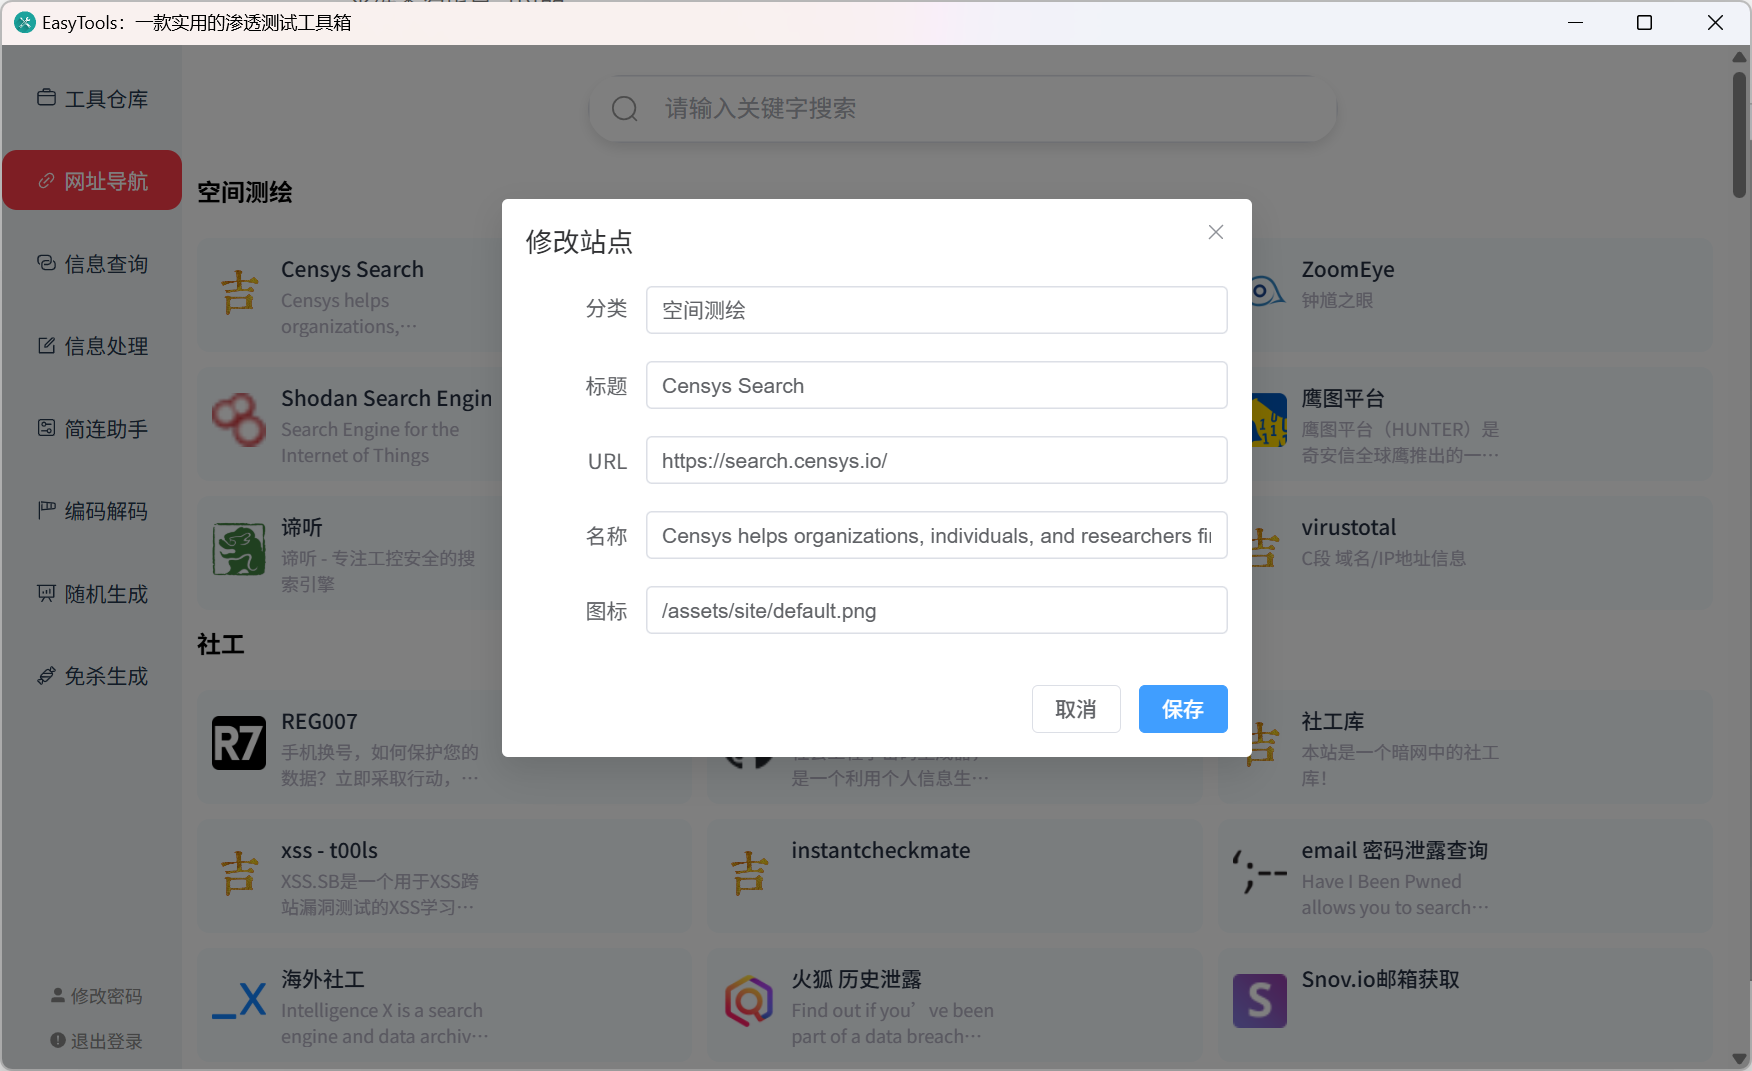 EasyTools：一款实用的渗透测试工具箱
工具仓库
网址导航
信息查询
信息处理
简连助手
编码解码
随机生成
免杀生成
修改密码
退出登录
请输入关键字搜索
空间测绘
Censys Search
Censys helps
organizations,…
ZoomEye
钟馗之眼
Shodan Search Engin
Search Engine for the
Internet of Things
鹰图平台
鹰图平台（HUNTER）是
奇安信全球鹰推出的一…
谛听
谛听 - 专注工控安全的搜
索引擎
virustotal
C段 域名/IP地址信息
修改站点
分类
空间测绘
标题
Censys Search
URL
https://search.censys.io/
名称
Censys helps organizations, individuals, and researchers fi
图标
/assets/site/default.png
取消
保存
社工
R7
REG007
手机换号，如何保护您的
数据？立即采取行动，…
是一个利用个人信息生…
社工库
本站是一个暗网中的社工
库！
xss - t00ls
XSS.SB是一个用于XSS跨
站漏洞测试的XSS学习…
instantcheckmate
';--
email 密码泄露查询
Have I Been Pwned
allows you to search…
_X
海外社工
Intelligence X is a search
engine and data archiv…
火狐 历史泄露
Find out if you’ve been
part of a data breach…
S
Snov.io邮箱获取